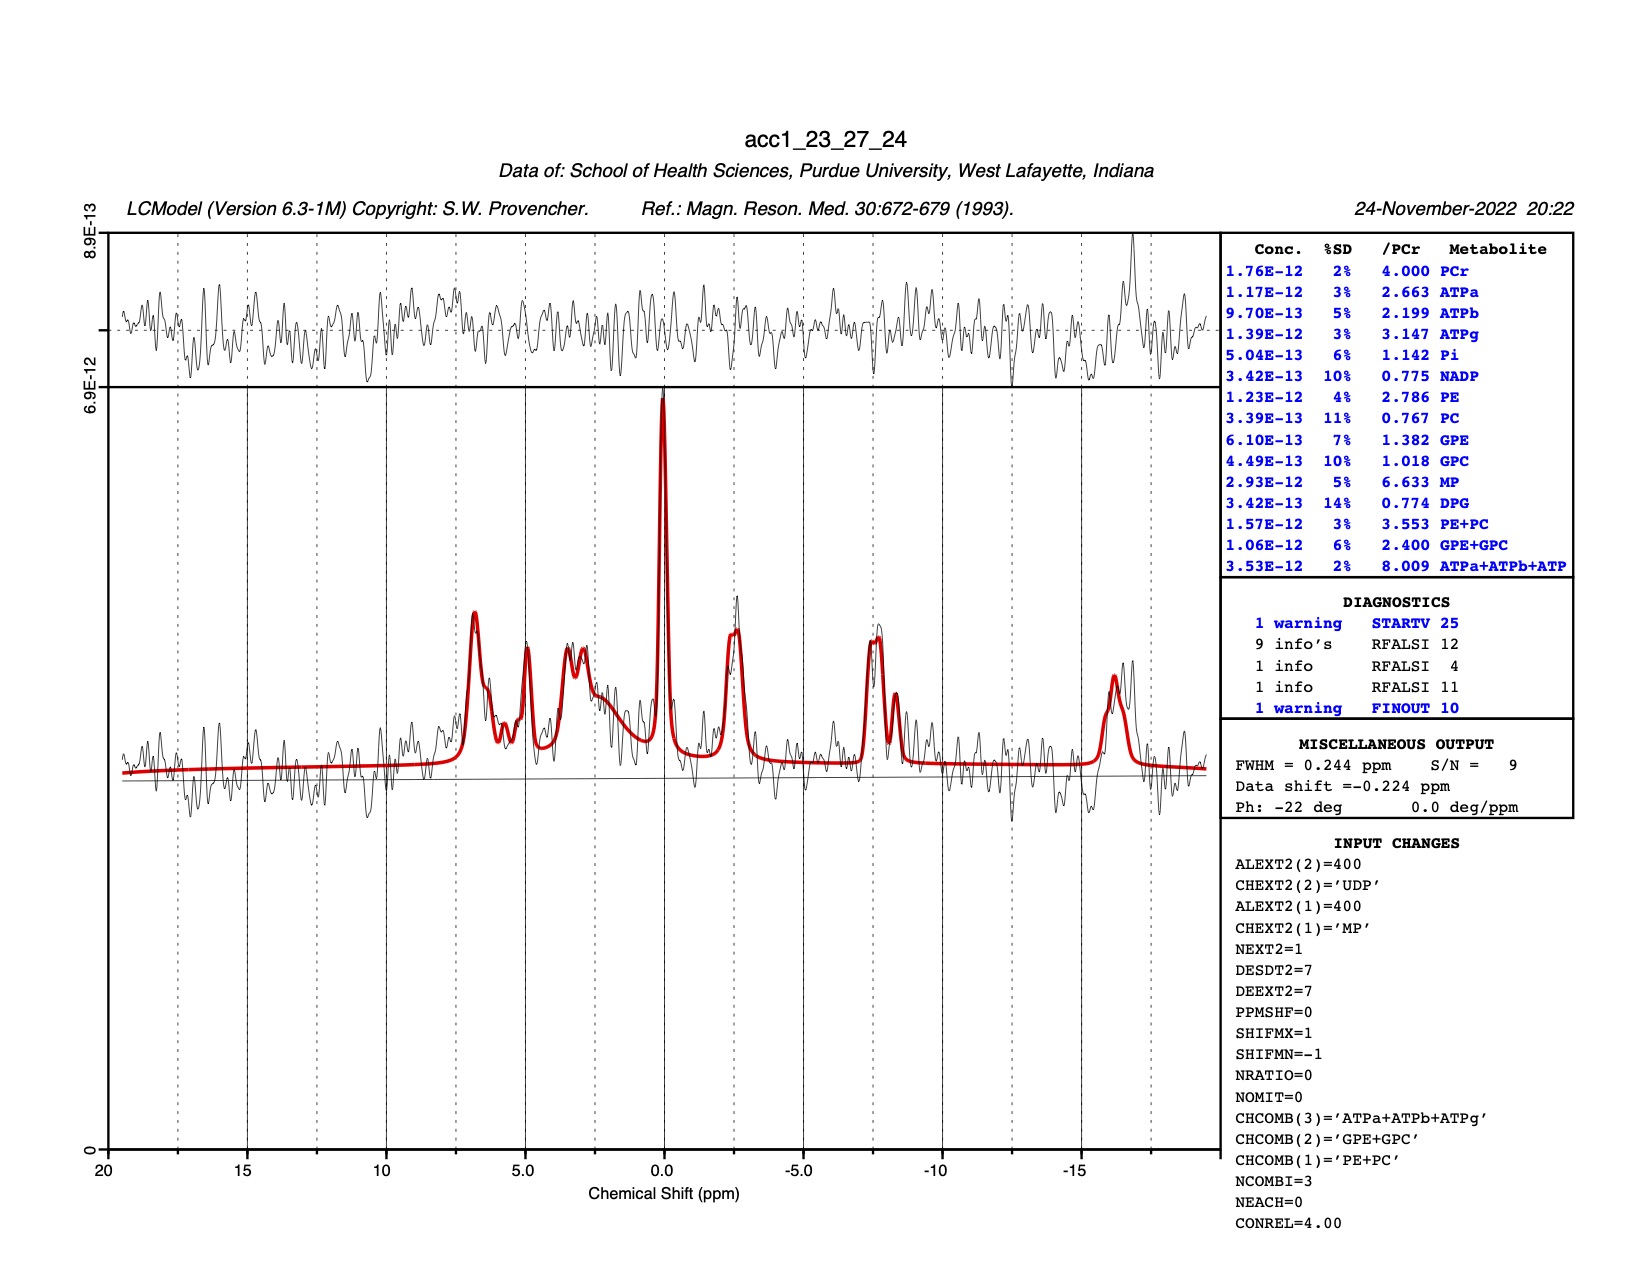 acc1_23_27_24
Data of: School of Health Sciences, Purdue University, West Lafayette, Indiana
LCModel (Version 6.3-1M) Copyright: S.W. Provencher. Ref.: Magn. Reson. Med. 30:672-679 (1993). 24-November-2022 20:22
8.9E-13
6.9E-12
0
20 15 10 5.0 0.0 -5.0 -10 -15
Chemical Shift (ppm)
Conc. %SD /PCr Metabolite
1.76E-12 2% 4.000 PCr
1.17E-12 3% 2.663 ATPa
9.70E-13 5% 2.199 ATPb
1.39E-12 3% 3.147 ATPg
5.04E-13 6% 1.142 Pi
3.42E-13 10% 0.775 NADP
1.23E-12 4% 2.786 PE
3.39E-13 11% 0.767 PC
6.10E-13 7% 1.382 GPE
4.49E-13 10% 1.018 GPC
2.93E-12 5% 6.633 MP
3.42E-13 14% 0.774 DPG
1.57E-12 3% 3.553 PE+PC
1.06E-12 6% 2.400 GPE+GPC
3.53E-12 2% 8.009 ATPa+ATPb+ATP
DIAGNOSTICS
1 warning STARTV 25
9 info's RFALSI 12
1 info RFALSI 4
1 info RFALSI 11
1 warning FINOUT 10
MISCELLANEOUS OUTPUT
FWHM = 0.244 ppm S/N = 9
Data shift =-0.224 ppm
Ph: -22 deg 0.0 deg/ppm
INPUT CHANGES
ALEXT2(2)=400
CHEXT2(2)='UDP'
ALEXT2(1)=400
CHEXT2(1)='MP'
NEXT2=1
DESDT2=7
DEEXT2=7
PPMSHF=0
SHIFMX=1
SHIFMN=-1
NRATIO=0
NOMIT=0
CHCOMB(3)='ATPa+ATPb+ATPg'
CHCOMB(2)='GPE+GPC'
CHCOMB(1)='PE+PC'
NCOMBI=3
NEACH=0
CONREL=4.00